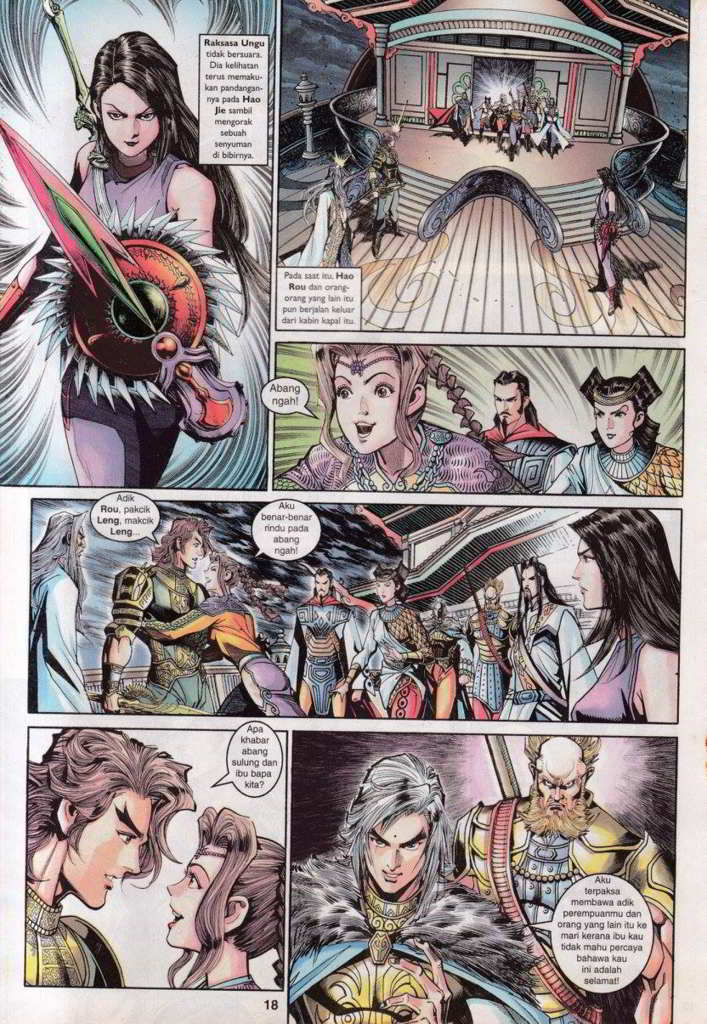 Raksasa Ungu
tidak bersuara.
Dia kelihatan
terus memaku-
kan pandangan-
nya pada Hao
Jie sambil
mengorak
sebuah
senyuman
di bibirnya.
Pada saat itu, Hao
Rou dan orang-
orang yang lain itu
pun berjalan keluar
dari kabin kapal itu.
Abang
ngah!
Adik
Rou, pakcik
Leng, makcik
Leng...
Aku
benar-benar
rindu pada
abang
ngah!
Apa
khabar
abang
sulung dan
ibu bapa
kita?
Aku
terpaksa
membawa adik
perempuanmu dan
orang yang lain itu ke
mari kerana ibu kau
tidak mahu percaya
bahawa kau
ini adalah
selamat!
18